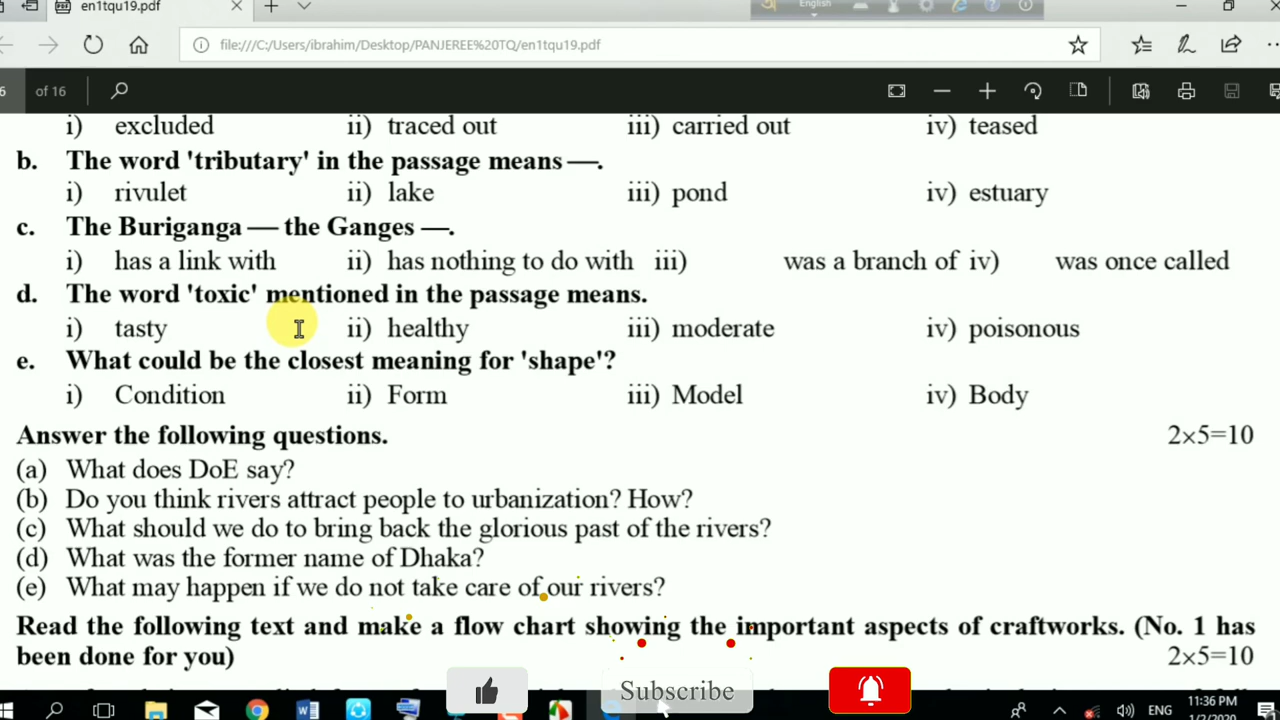 en1tqu19.pdf
English
file:///C:/Users/ibrahim/Desktop/PANJEREE%20TQ/en1tqu19.pdf
6 of 16
i) excluded ii) traced out iii) carried out iv) teased
b. The word 'tributary' in the passage means —.
i) rivulet ii) lake iii) pond iv) estuary
c. The Buriganga — the Ganges —.
i) has a link with ii) has nothing to do with iii) was a branch of iv) was once called
d. The word 'toxic' mentioned in the passage means.
i) tasty ii) healthy iii) moderate iv) poisonous
e. What could be the closest meaning for 'shape'?
i) Condition ii) Form iii) Model iv) Body
Answer the following questions. 2×5=10
(a) What does DoE say?
(b) Do you think rivers attract people to urbanization? How?
(c) What should we do to bring back the glorious past of the rivers?
(d) What was the former name of Dhaka?
(e) What may happen if we do not take care of our rivers?
Read the following text and make a flow chart showing the important aspects of craftworks. (No. 1 has
been done for you) 2×5=10
Subscribe
ENG
11:36 PM
1/2/2020